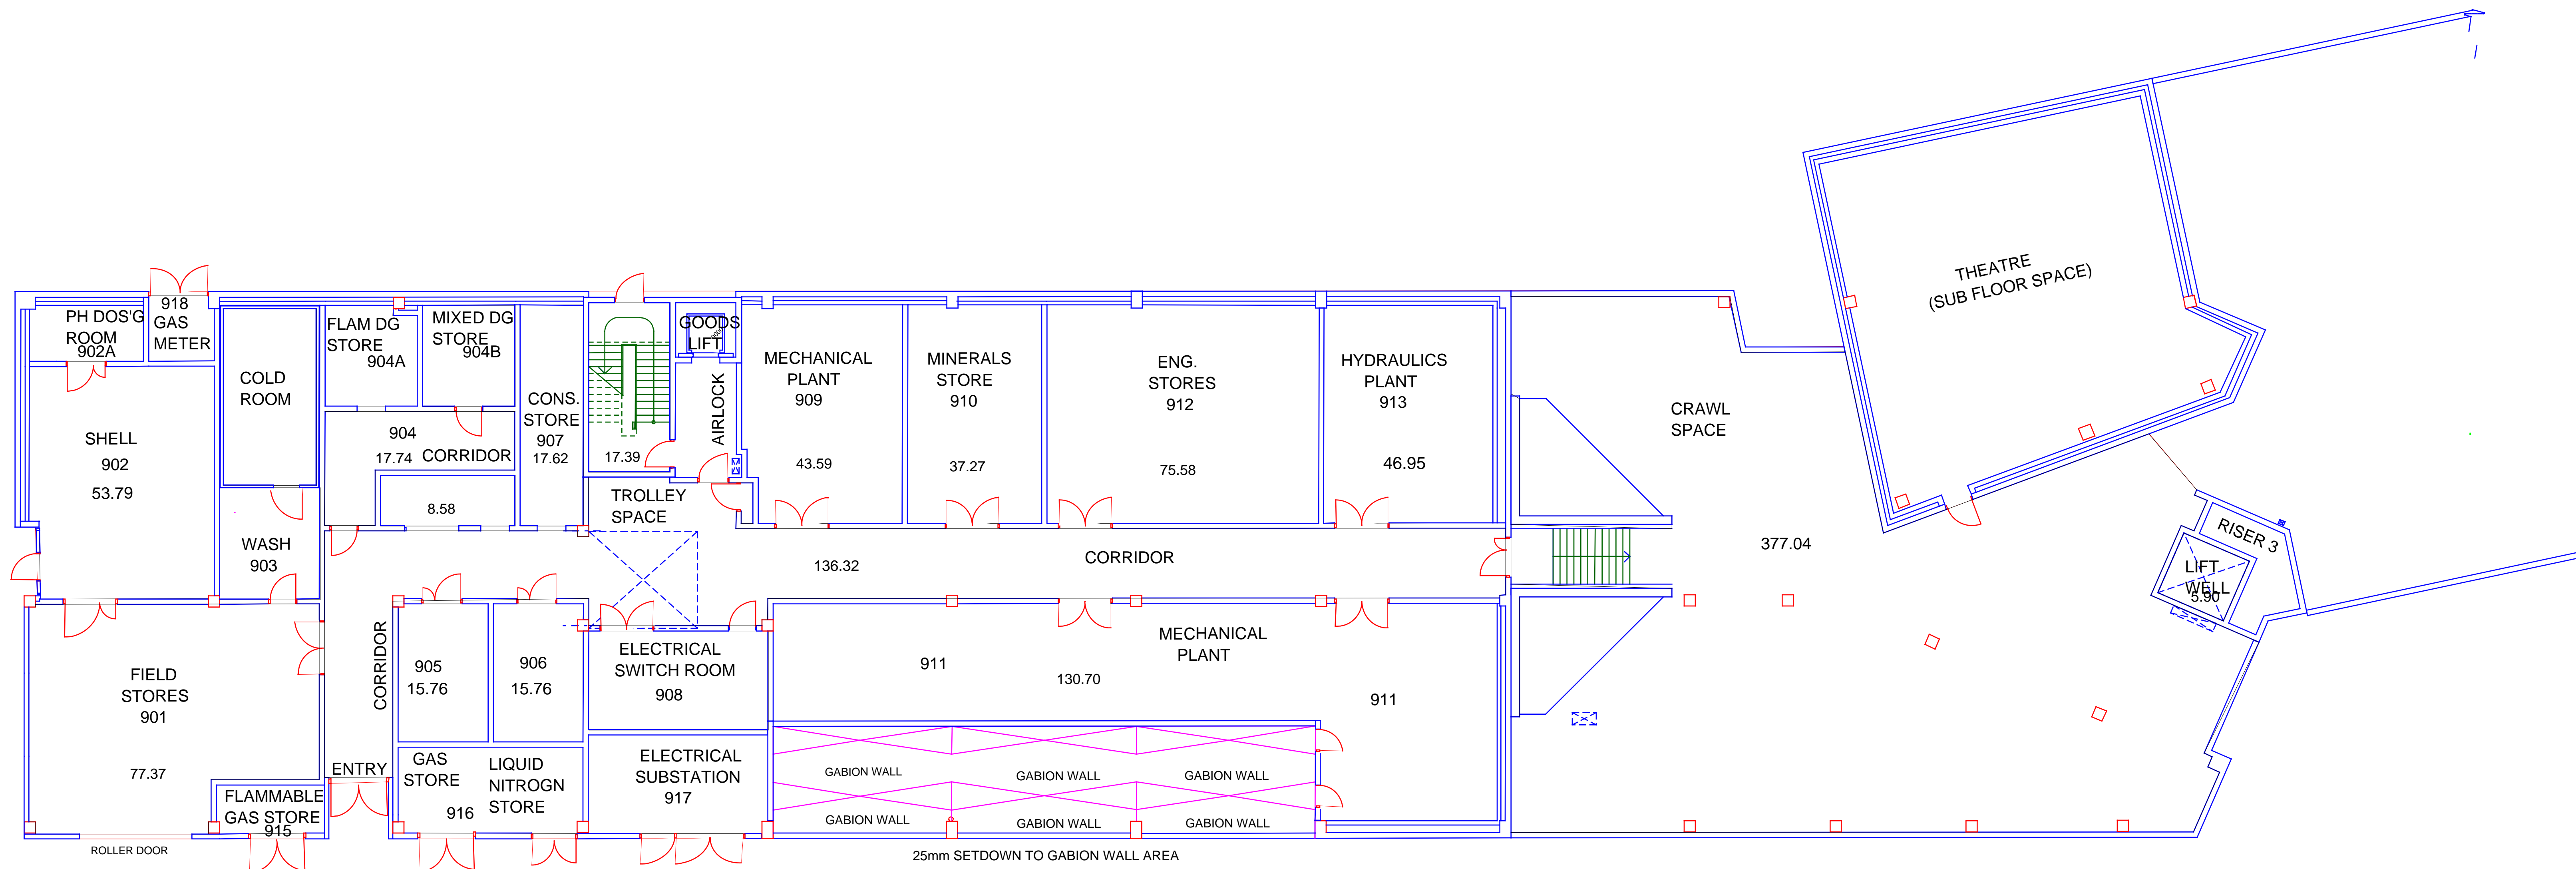 THEATRE
(SUB FLOOR SPACE)
PH DOS'G
ROOM
902A
918
GAS
METER
FLAM DG
STORE
904A
MIXED DG
STORE
904B
GOODS
LIFT
COLD
ROOM
CONS.
STORE
907
17.62
17.39
AIRLOCK
MECHANICAL
PLANT
909
43.59
MINERALS
STORE
910
37.27
ENG.
STORES
912
75.58
HYDRAULICS
PLANT
913
46.95
CRAWL
SPACE
SHELL
902
53.79
904
17.74
CORRIDOR
8.58
TROLLEY
SPACE
WASH
903
136.32
CORRIDOR
377.04
RISER 3
LIFT
WELL
5.90
FIELD
STORES
901
77.37
CORRIDOR
905
15.76
906
15.76
ELECTRICAL
SWITCH ROOM
908
911
130.70
MECHANICAL
PLANT
911
ENTRY
GAS
STORE
LIQUID
NITROGN
STORE
916
ELECTRICAL
SUBSTATION
917
GABION WALL
GABION WALL
GABION WALL
GABION WALL
GABION WALL
GABION WALL
FLAMMABLE
GAS STORE
915
ROLLER DOOR
25mm SETDOWN TO GABION WALL AREA